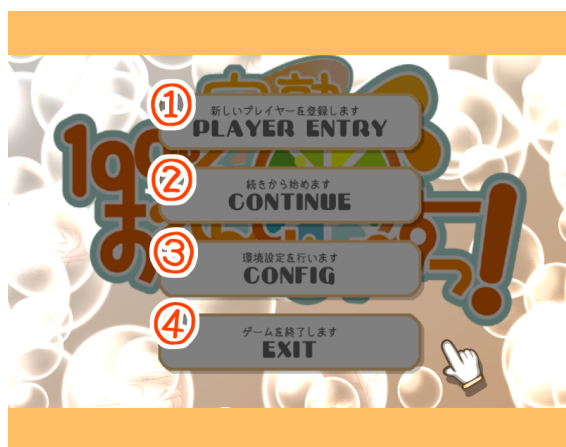 ①
新しいプレイヤーを登録します
PLAYER ENTRY
②
続きから始めます
CONTINUE
③
環境設定を行います
CONFIG
④
ゲームを終了します
EXIT